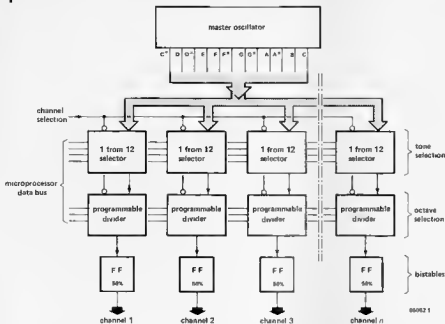 master oscillator
C# D D# E F F# G G# A A# B C
channel selection
1 from 12 selector
1 from 12 selector
1 from 12 selector
1 from 12 selector
tone selection
microprocessor data bus
programmable divider
programmable divider
programmable divider
programmable divider
octave selection
FF 50%
FF 50%
FF 50%
FF 50%
bistables
channel 1
channel 2
channel 3
channel n